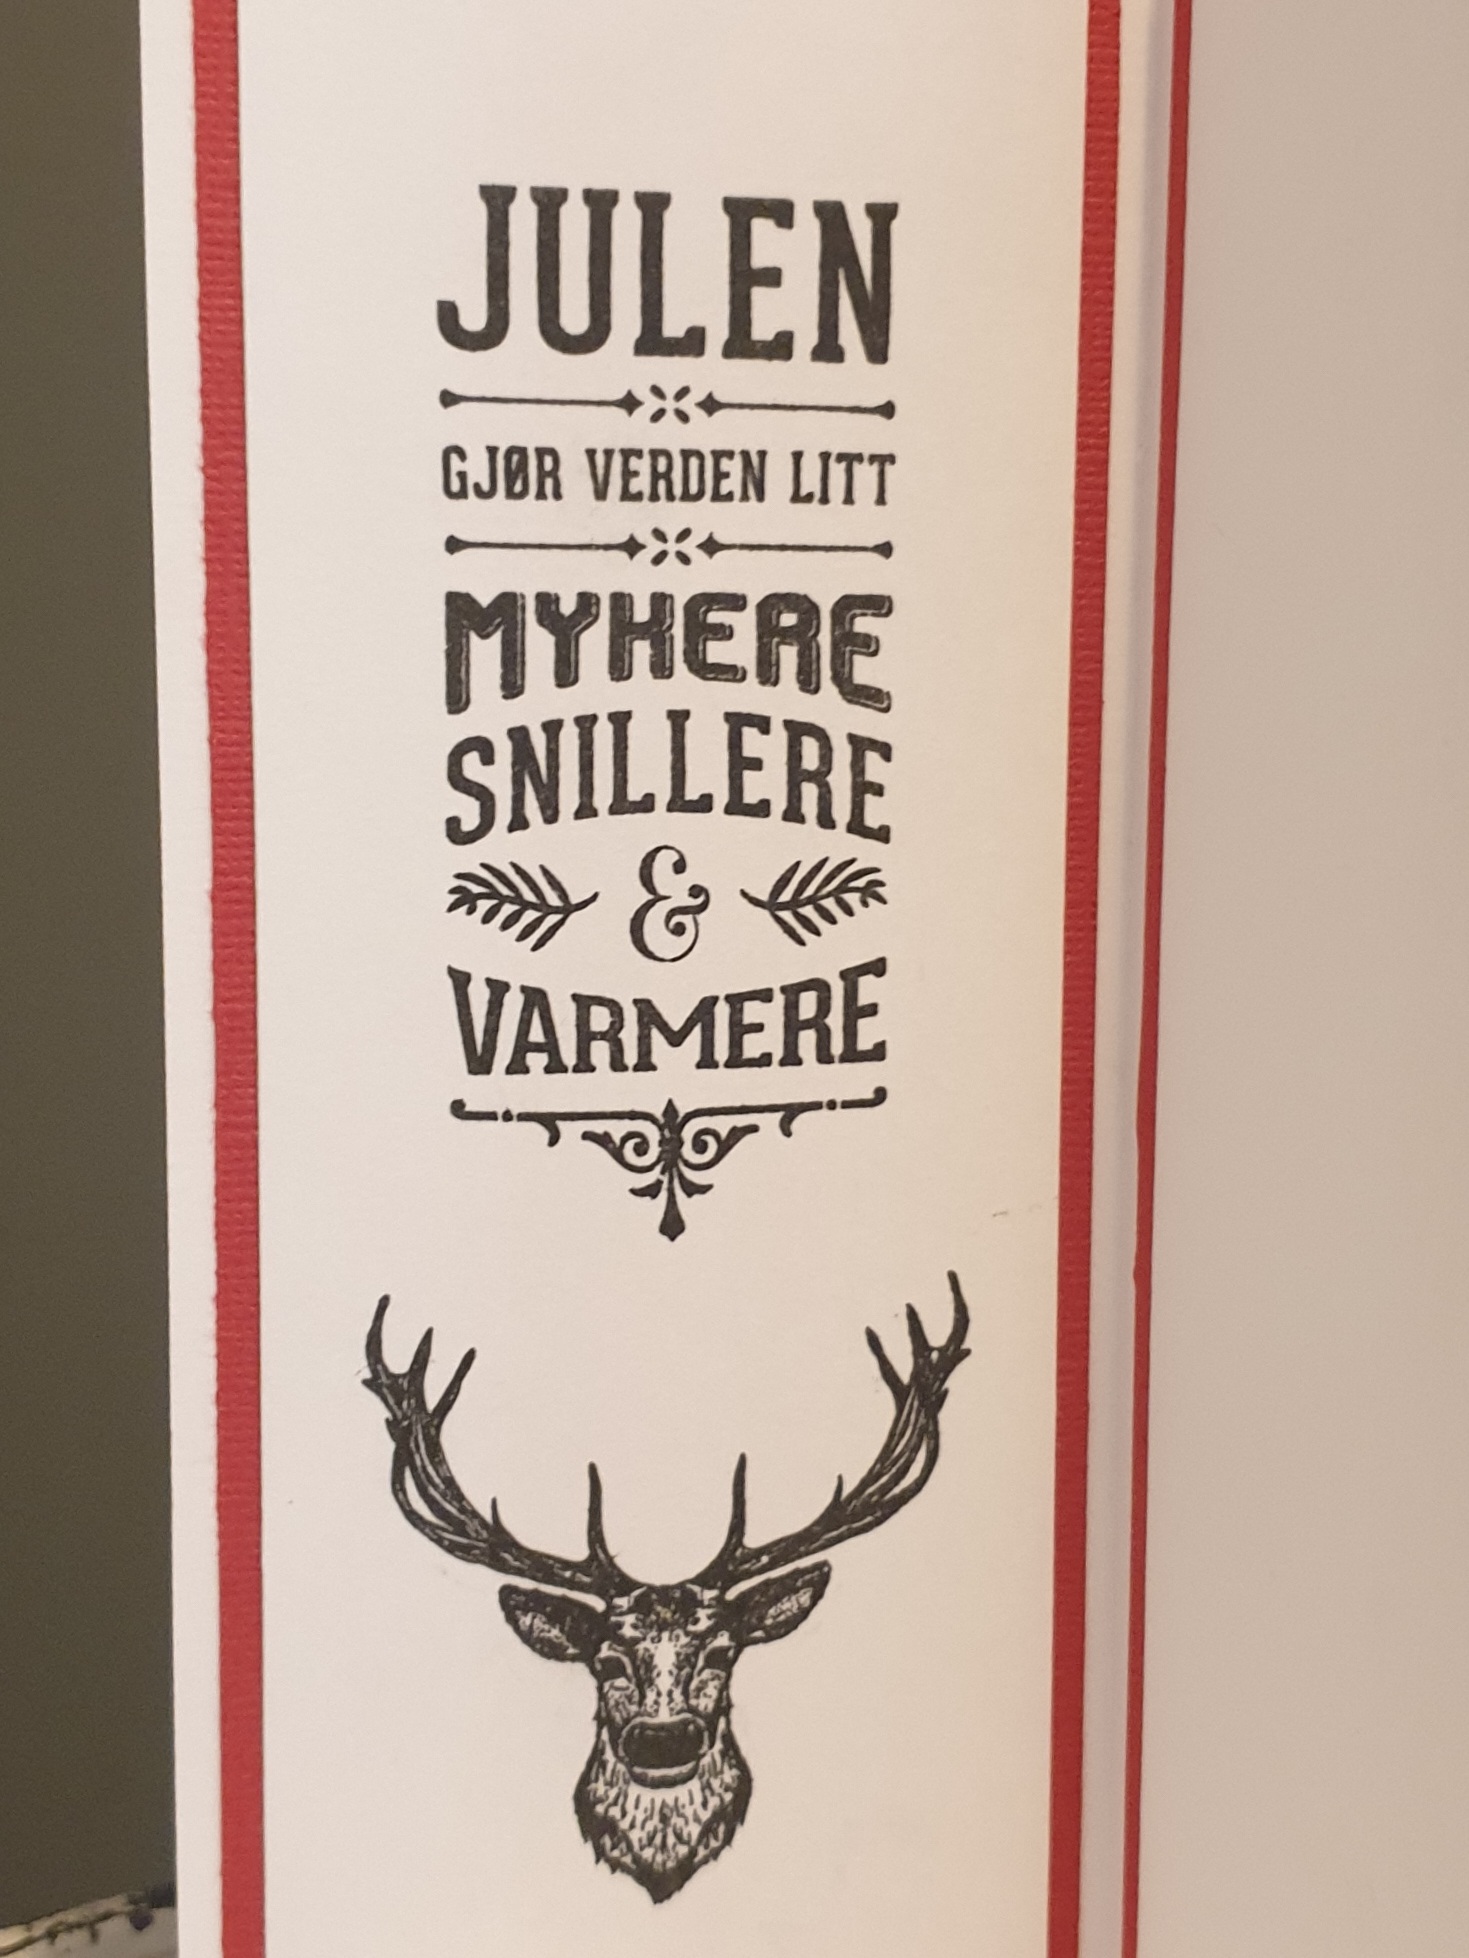 JULEN
GJØR VERDEN LITT
MYKERE
SNILLERE
&
VARMERE